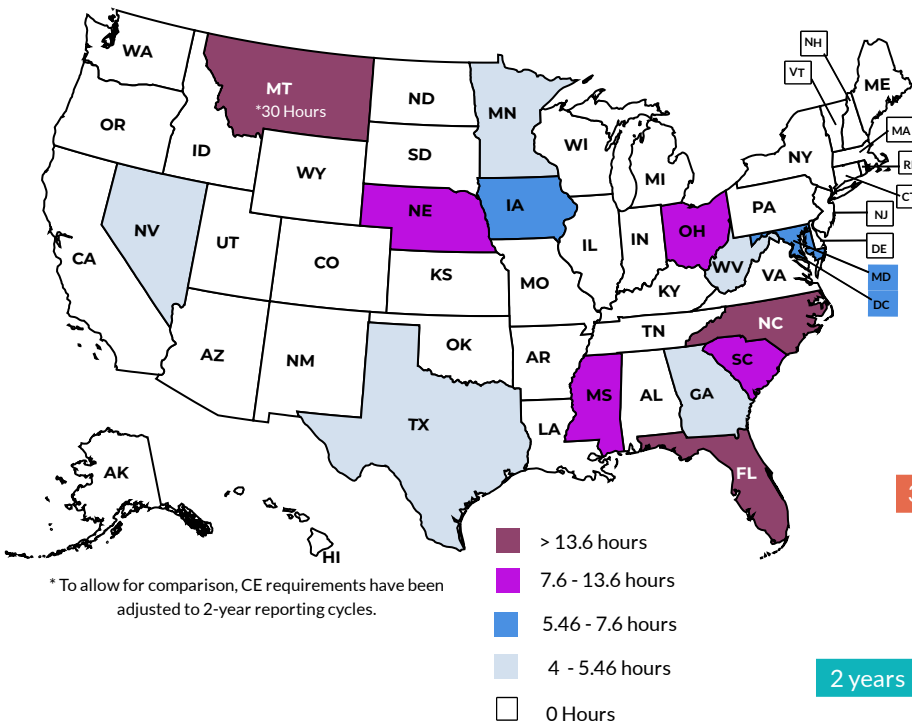 WA
NH
VT
ME
MT
*30 Hours
ND
MN
OR
MA
ID
SD
WI
NY
WY
MI
NE
IA
PA
NJ
NV
OH
IN
IL
UT
CO
DE
CA
WV
VA
KS
MO
MD
KY
DC
NC
TN
OK
AZ
NM
AR
SC
MS
AL
GA
TX
LA
AK
FL
3
HI
> 13.6 hours
* To allow for comparison, CE requirements have been
adjusted to 2-year reporting cycles.
7.6 - 13.6 hours
5.46 - 7.6 hours
4 - 5.46 hours
2 years
0 Hours